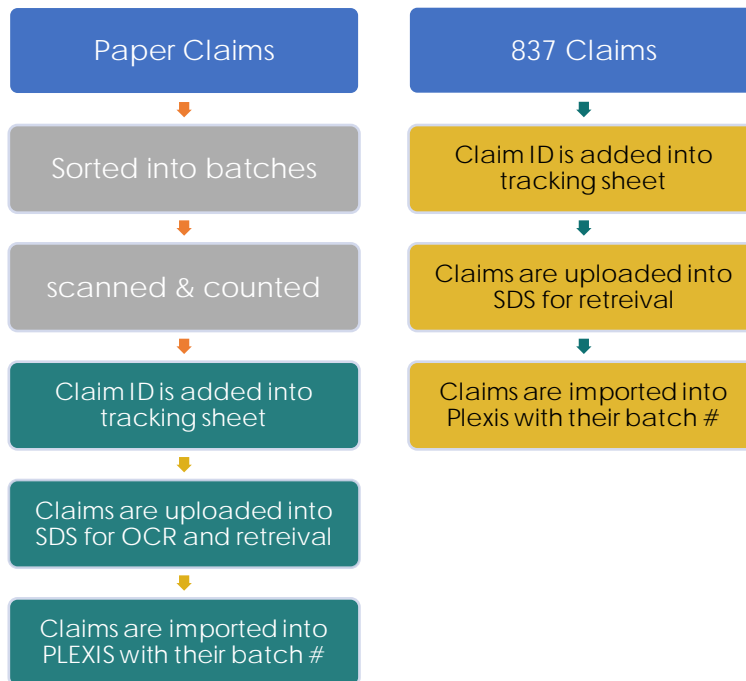 Paper Claims
Sorted into batches
scanned & counted
Claim ID is added into
tracking sheet
Claims are uploaded into
SDS for OCR and retreival
Claims are imported into
PLEXIS with their batch #
837 Claims
Claim ID is added into
tracking sheet
Claims are uploaded into
SDS for retreival
Claims are imported into
Plexis with their batch #